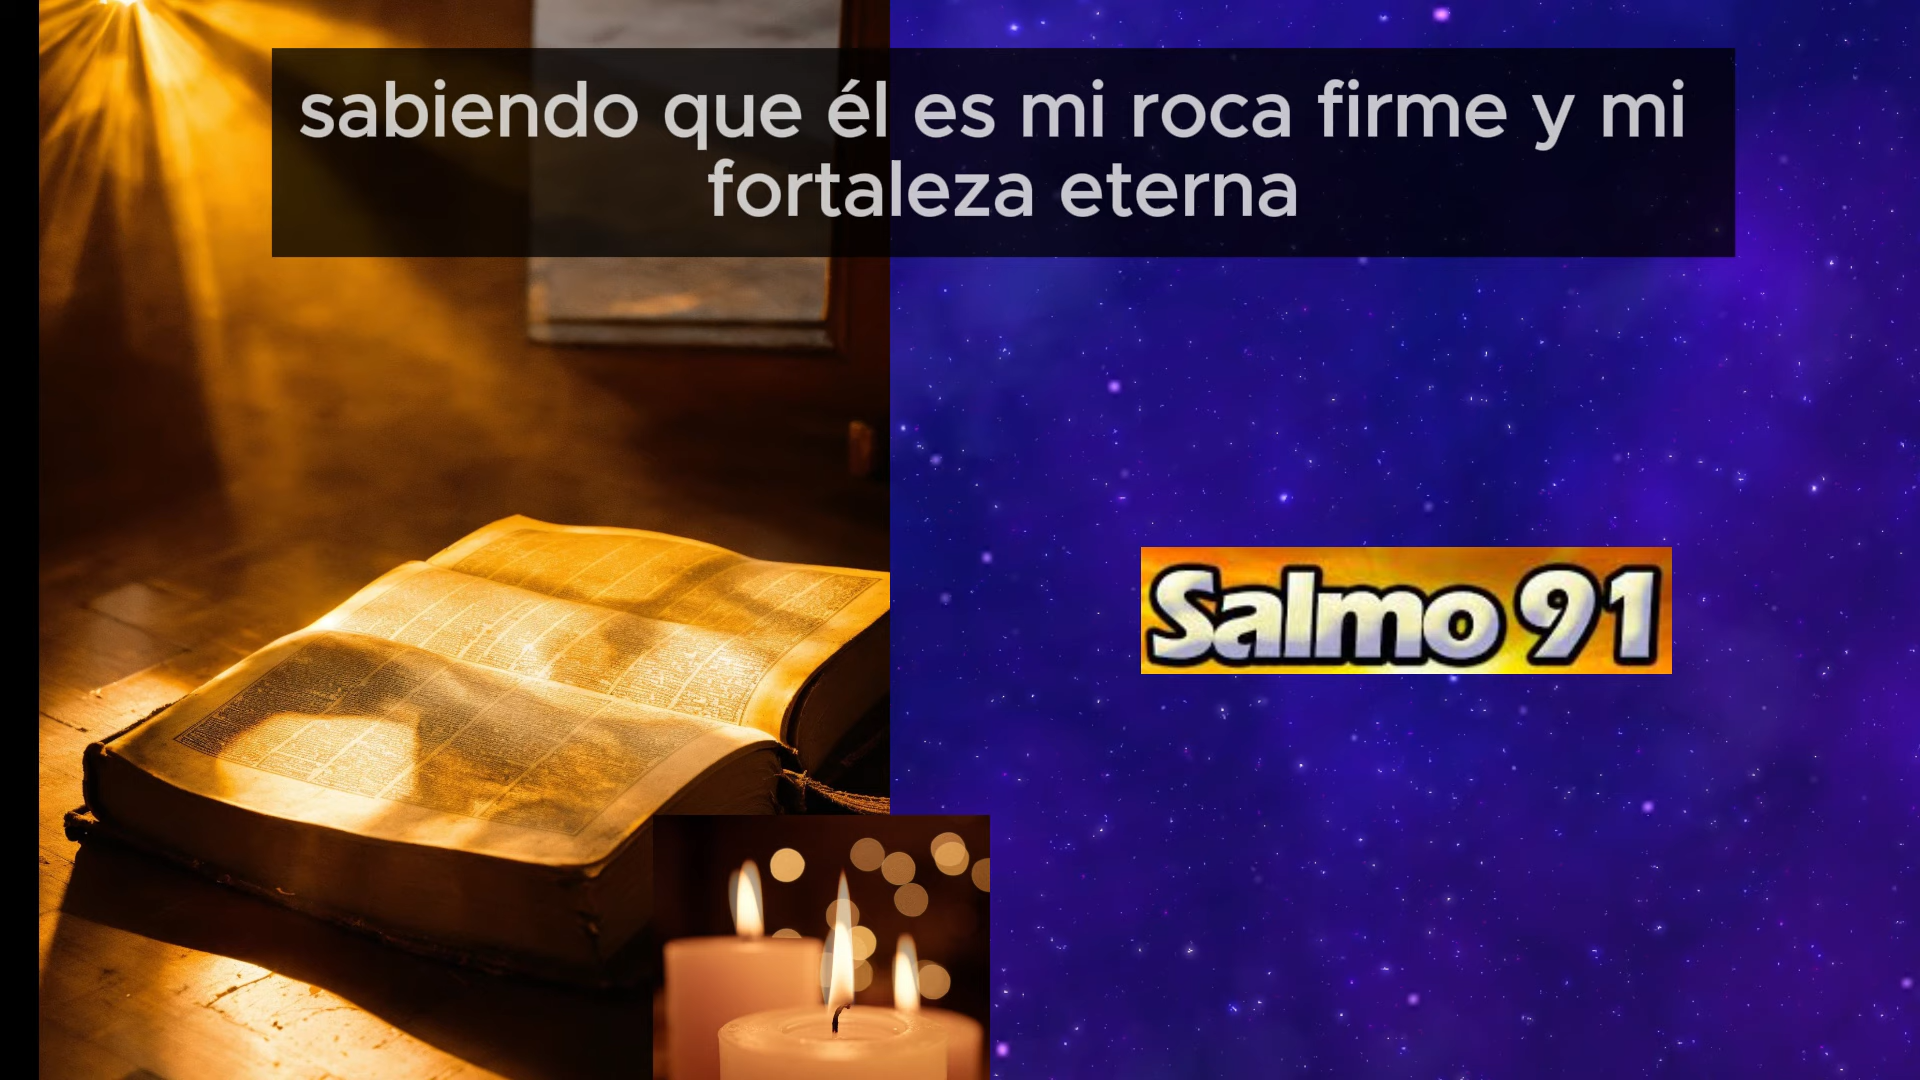 sabiendo que él es mi roca firme y mi
fortaleza eterna
Salmo 91